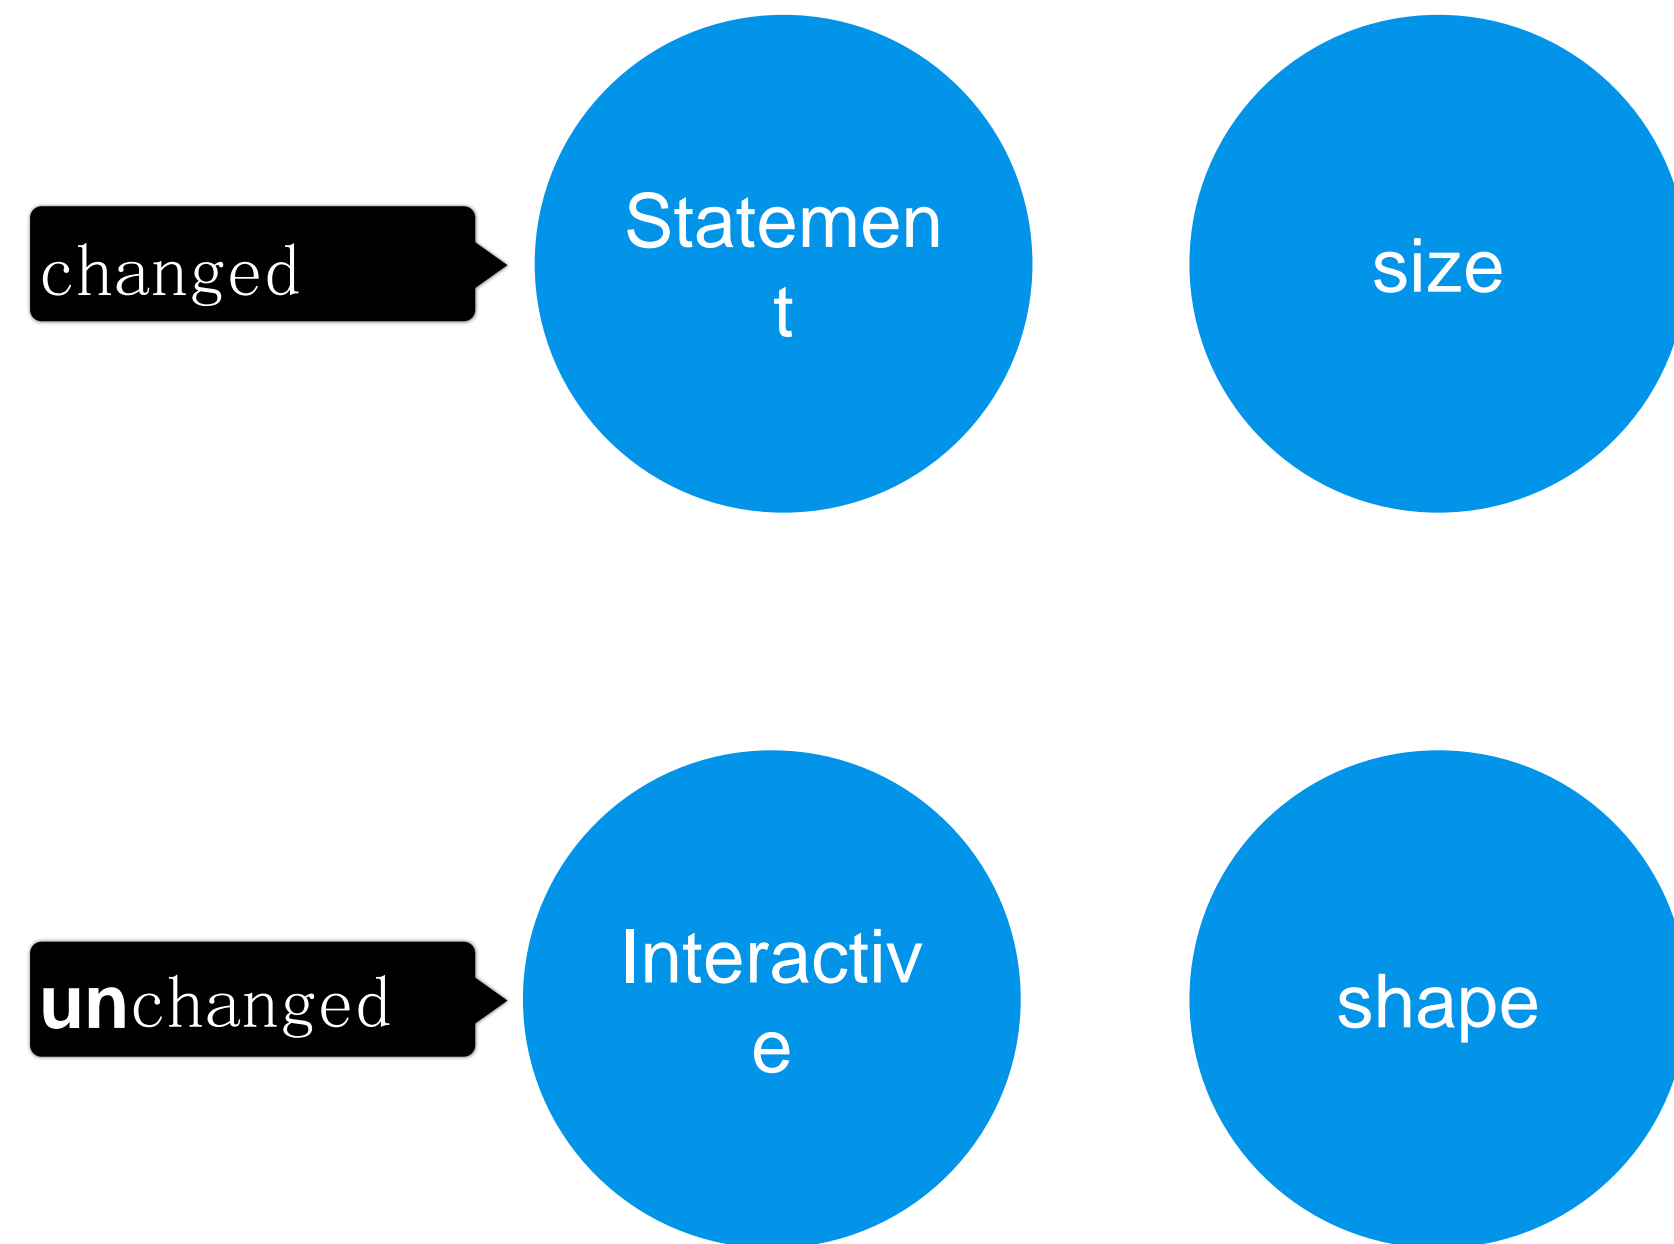 changed
Statemen
t
size
unchanged
Interactiv
e
shape